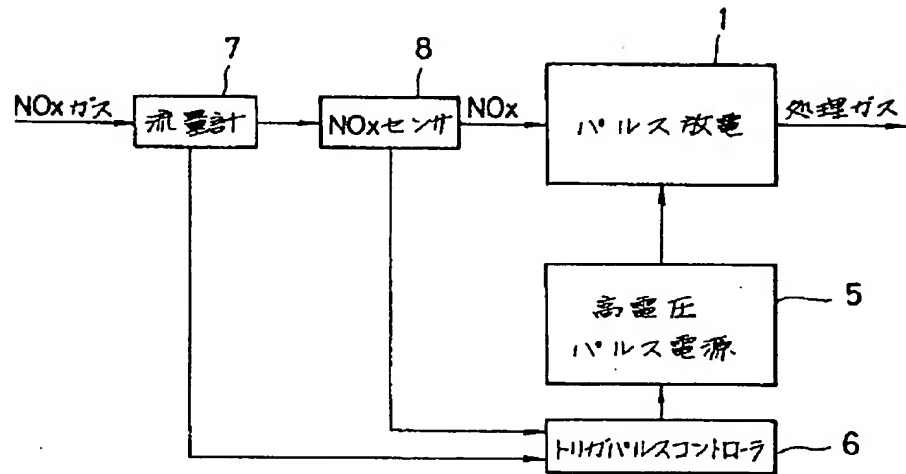 1
7
8
NOxガス
流量計
NOxセンサ
NOx
パルス放電
処理ガス
高電圧
パルス電源
5
トリガパルスコントローラ
6